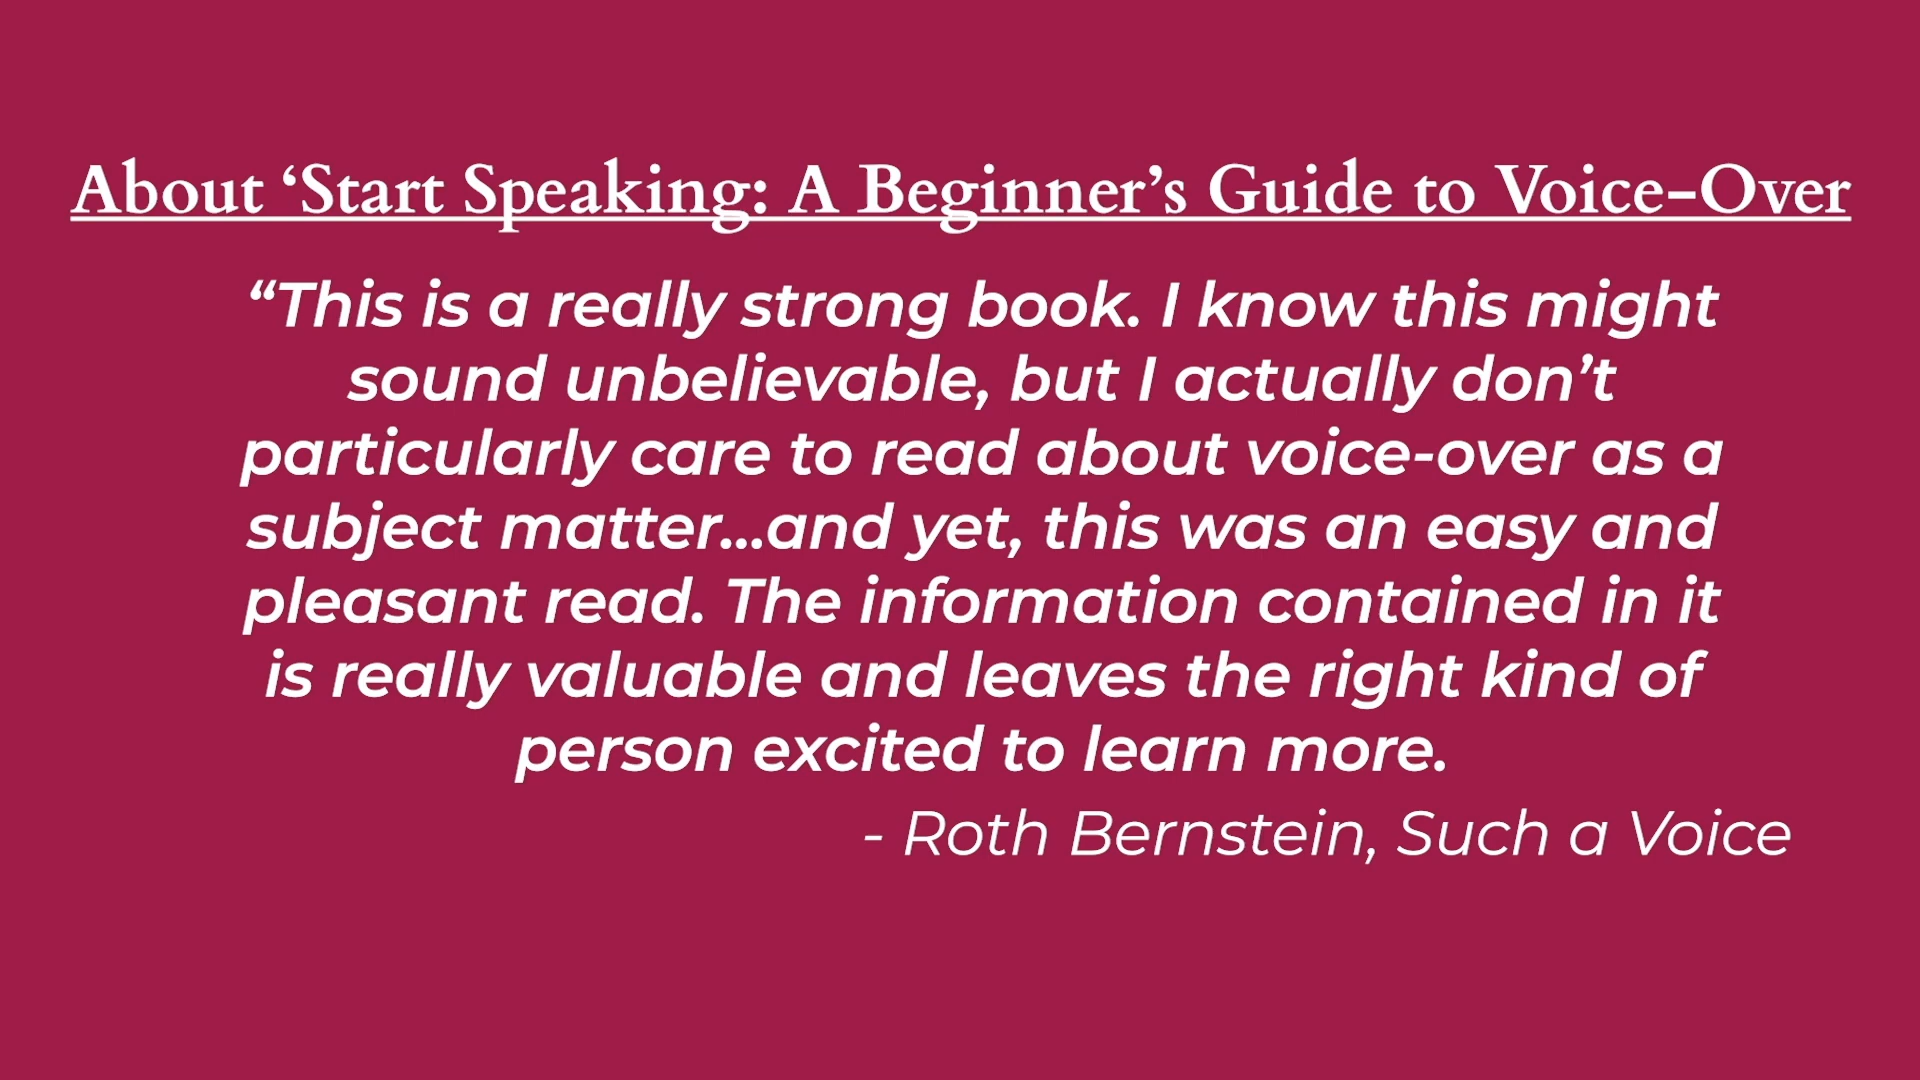 About ‘Start Speaking: A Beginner’s Guide to Voice-Over
“This is a really strong book. I know this might
sound unbelievable, but I actually don’t
particularly care to read about voice-over as a
subject matter...and yet, this was an easy and
pleasant read. The information contained in it
is really valuable and leaves the right kind of
person excited to learn more.
- Roth Bernstein, Such a Voice